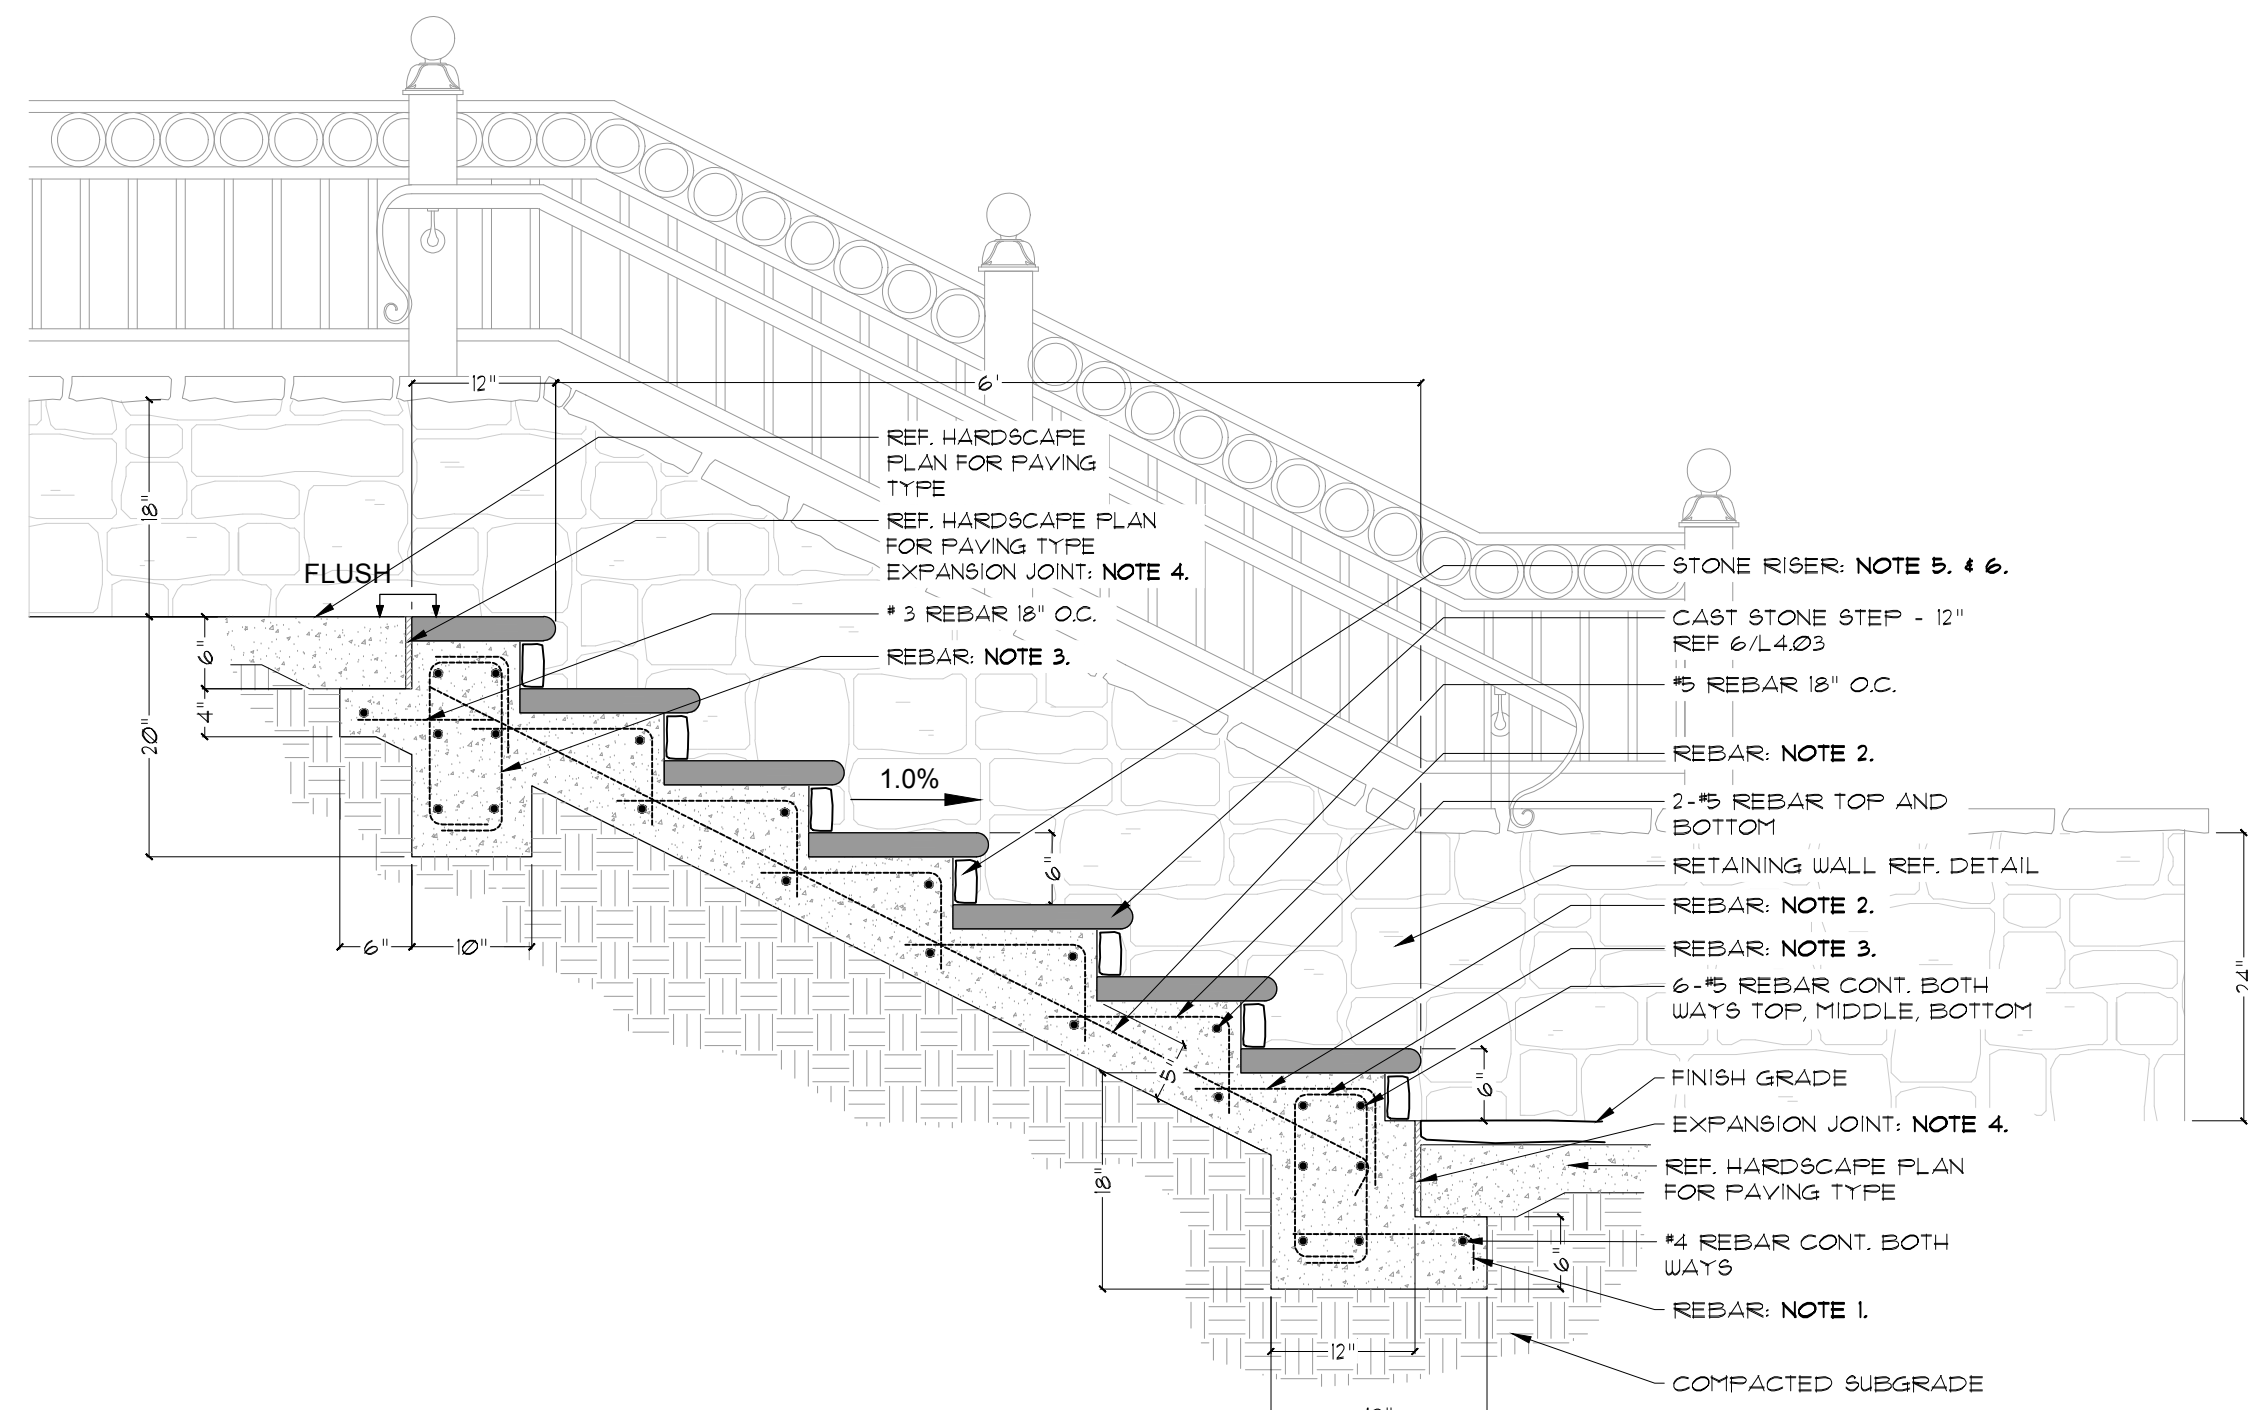 12"
6'
REF. HARDSCAPE
PLAN FOR PAVING
TYPE
REF. HARDSCAPE PLAN
FOR PAVING TYPE
EXPANSION JOINT: NOTE 4.
# 3 REBAR 18" O.C.
REBAR: NOTE 3.
18"
FLUSH
6"
4"
20"
6"
10"
1.0%
6"
STONE RISER: NOTE 5. & 6.
CAST STONE STEP - 12"
REF 6/L4.03
#5 REBAR 18" O.C.
REBAR: NOTE 2.
2-#5 REBAR TOP AND
BOTTOM
RETAINING WALL REF. DETAIL
REBAR: NOTE 2.
REBAR: NOTE 3.
6-#5 REBAR CONT. BOTH
WAYS TOP, MIDDLE, BOTTOM
24"
5"
6"
FINISH GRADE
EXPANSION JOINT: NOTE 4.
REF. HARDSCAPE PLAN
FOR PAVING TYPE
18"
6"
#4 REBAR CONT. BOTH
WAYS
REBAR: NOTE 1.
12"
COMPACTED SUBGRADE